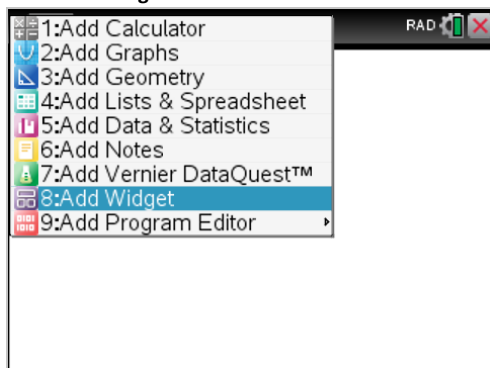 1:Add Calculator
RAD
2:Add Graphs
3:Add Geometry
4:Add Lists & Spreadsheet
5:Add Data & Statistics
6:Add Notes
7:Add Vernier DataQuest™
8:Add Widget
9:Add Program Editor